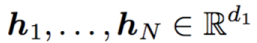 𝒉₁, . . . , 𝒉_N ∈ ℝ^{d₁}